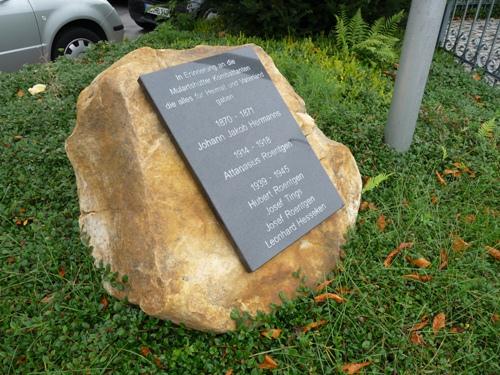 In Erinnerung an die
Mulartshütter Kombattanten
die alles für Heimat und Vaterland
gaben
1870 - 1871
Johann Jakob Hermanns
1914 - 1918
Attanasius Roentgen
1939 - 1945
Hubert Roentgen
Josef Tings
Josef Roentgen
Leonhard Hesseken